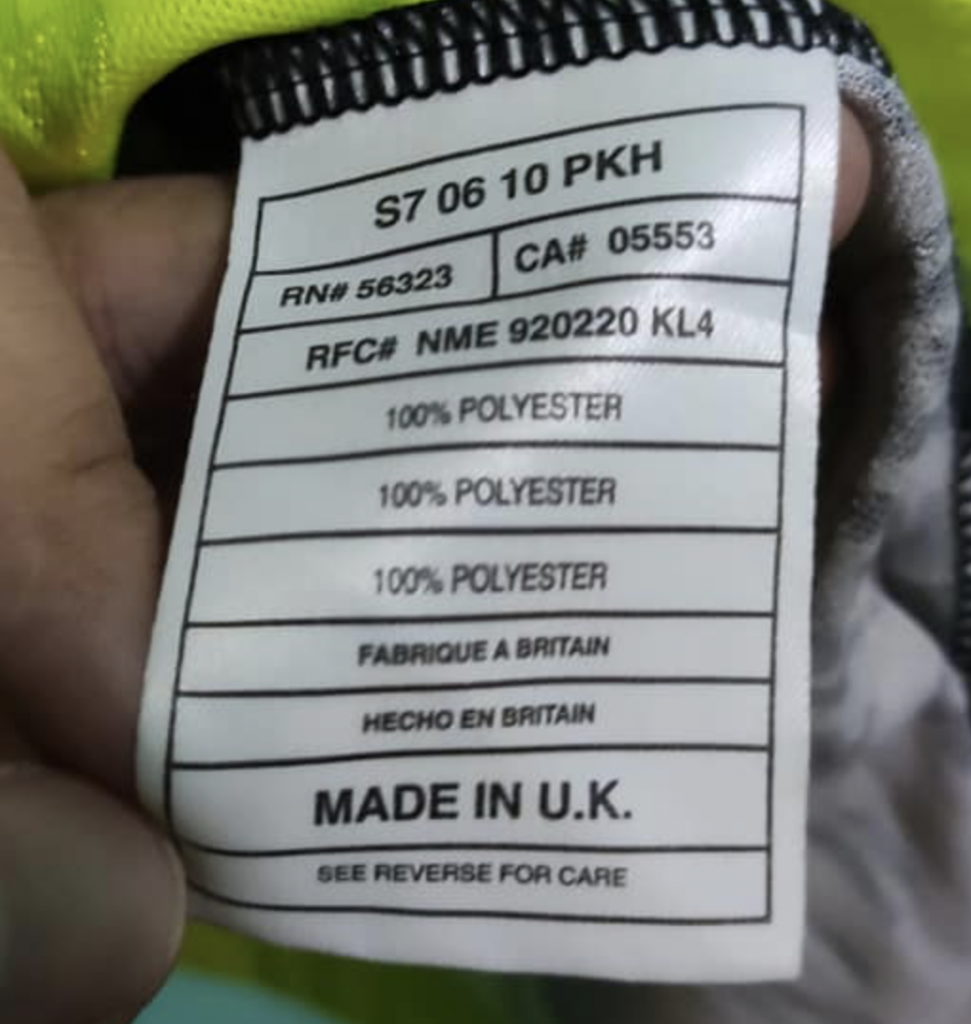 S7 06 10 PKH
RN# 56323 CA# 05553
RFC# NME 920220 KL4
100% POLYESTER
100% POLYESTER
100% POLYESTER
FABRIQUE A BRITAIN
HECHO EN BRITAIN
MADE IN U.K.
SEE REVERSE FOR CARE